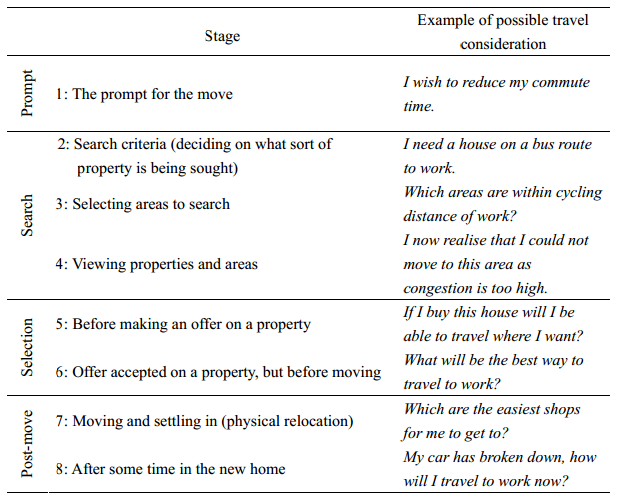 Stage
Example of possible travel
consideration
Prompt
1: The prompt for the move
I wish to reduce my commute
time.
Search
2: Search criteria (deciding on what sort of
property is being sought)
I need a house on a bus route
to work.
3: Selecting areas to search
Which areas are within cycling
distance of work?
4: Viewing properties and areas
I now realise that I could not
move to this area as
congestion is too high.
Selection
5: Before making an offer on a property
If I buy this house will I be
able to travel where I want?
6: Offer accepted on a property, but before moving
What will be the best way to
travel to work?
Post-move
7: Moving and settling in (physical relocation)
Which are the easiest shops
for me to get to?
8: After some time in the new home
My car has broken down, how
will I travel to work now?